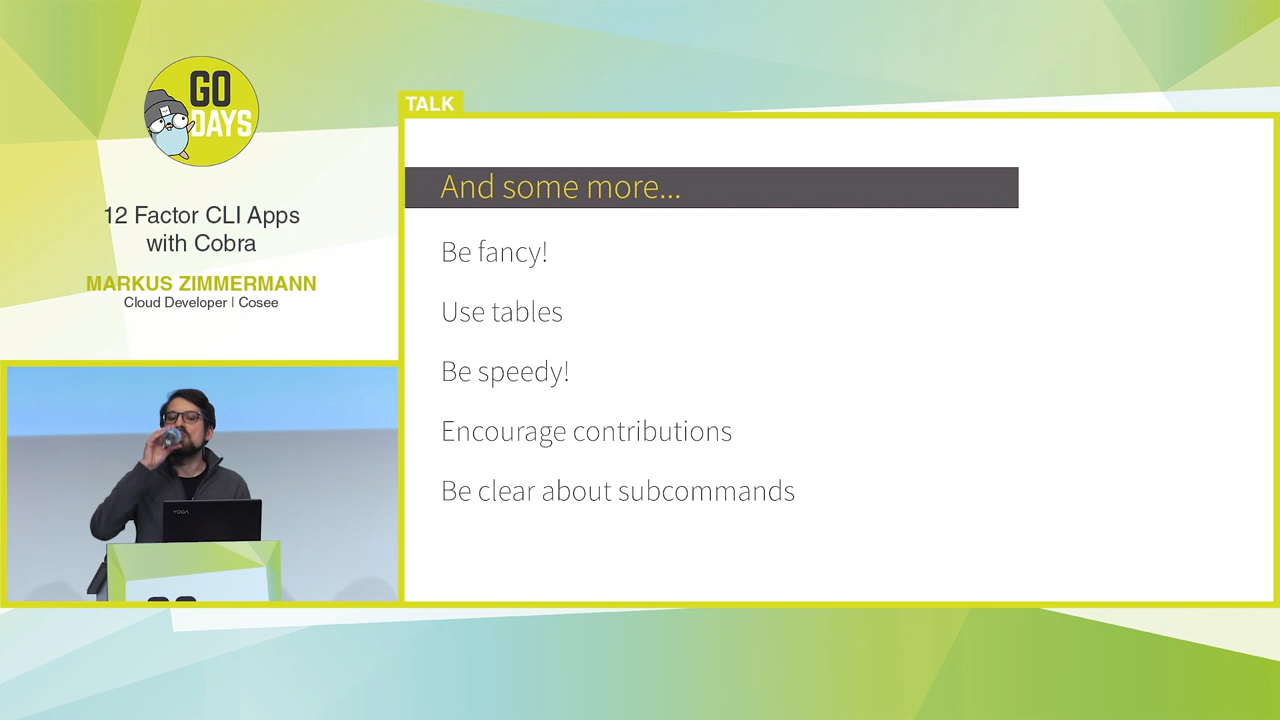 GO
DAYS
12 Factor CLI Apps
with Cobra
MARKUS ZIMMERMANN
Cloud Developer | Cosee
TALK
And some more...
Be fancy!
Use tables
Be speedy!
Encourage contributions
Be clear about subcommands
YOGA